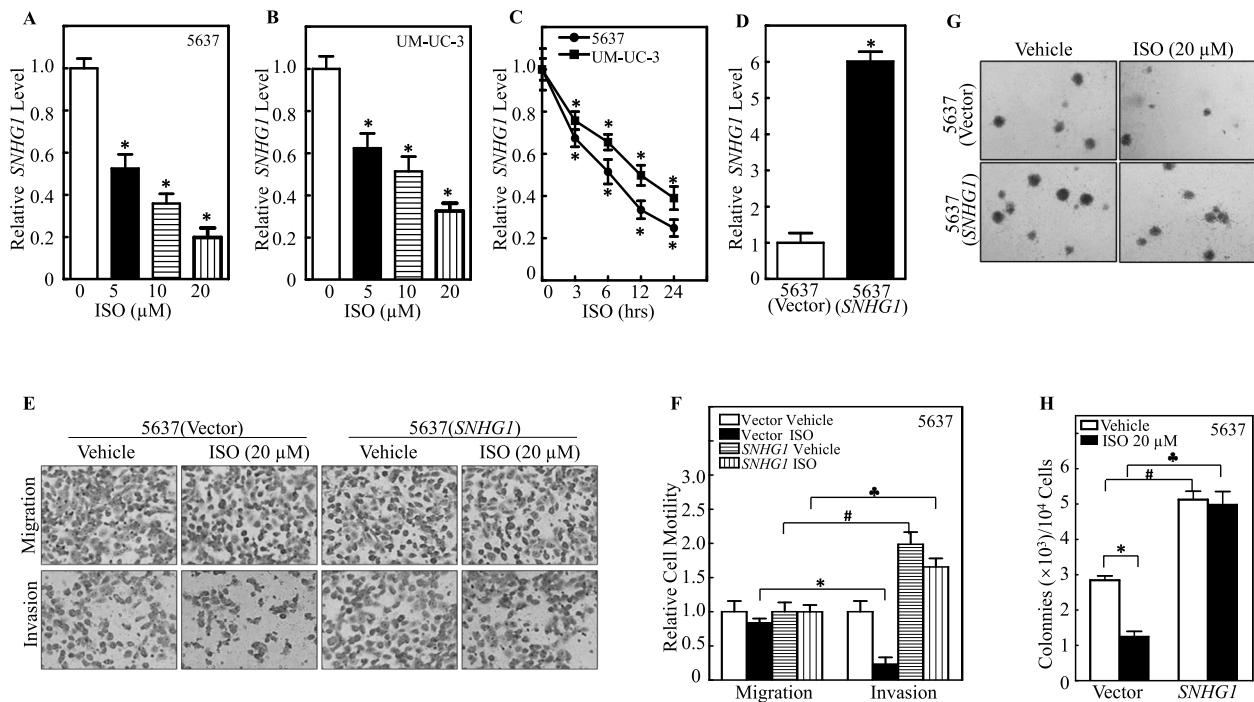 A
5637
Relative SNHG1 Level
1.0
0.8
0.6
0.4
0.2
0
*
*
*
0 5 10 20
ISO (µM)
B
UM-UC-3
Relative SNHG1 Level
1.0
0.8
0.6
0.4
0.2
0
*
*
*
0 5 10 20
ISO (µM)
C
5637
UM-UC-3
Relative SNHG1 Level
1.0
0.8
0.6
0.4
0.2
0
* * * *
* * * *
0 3 6 12 24
ISO (hrs)
D
Relative SNHG1 Level
6
5
4
3
2
1
0
*
5637 5637
(Vector) (SNHG1)
G
Vehicle ISO (20 µM)
5637
(Vector)
5637
(SNHG1)
E
5637(Vector) 5637(SNHG1)
Vehicle ISO (20 µM) Vehicle ISO (20 µM)
Migration
Invasion
F
5637
Vector Vehicle
Vector ISO
SNHG1 Vehicle
SNHG1 ISO
Relative Cell Motility
3.0
2.5
2.0
1.5
1.0
0.5
0
♣
#
*
Migration Invasion
H
5637
Vehicle
ISO 20 µM
Colonnies (×10³)/10⁴ Cells
6
5
4
3
2
1
0
♣
#
*
Vector SNHG1